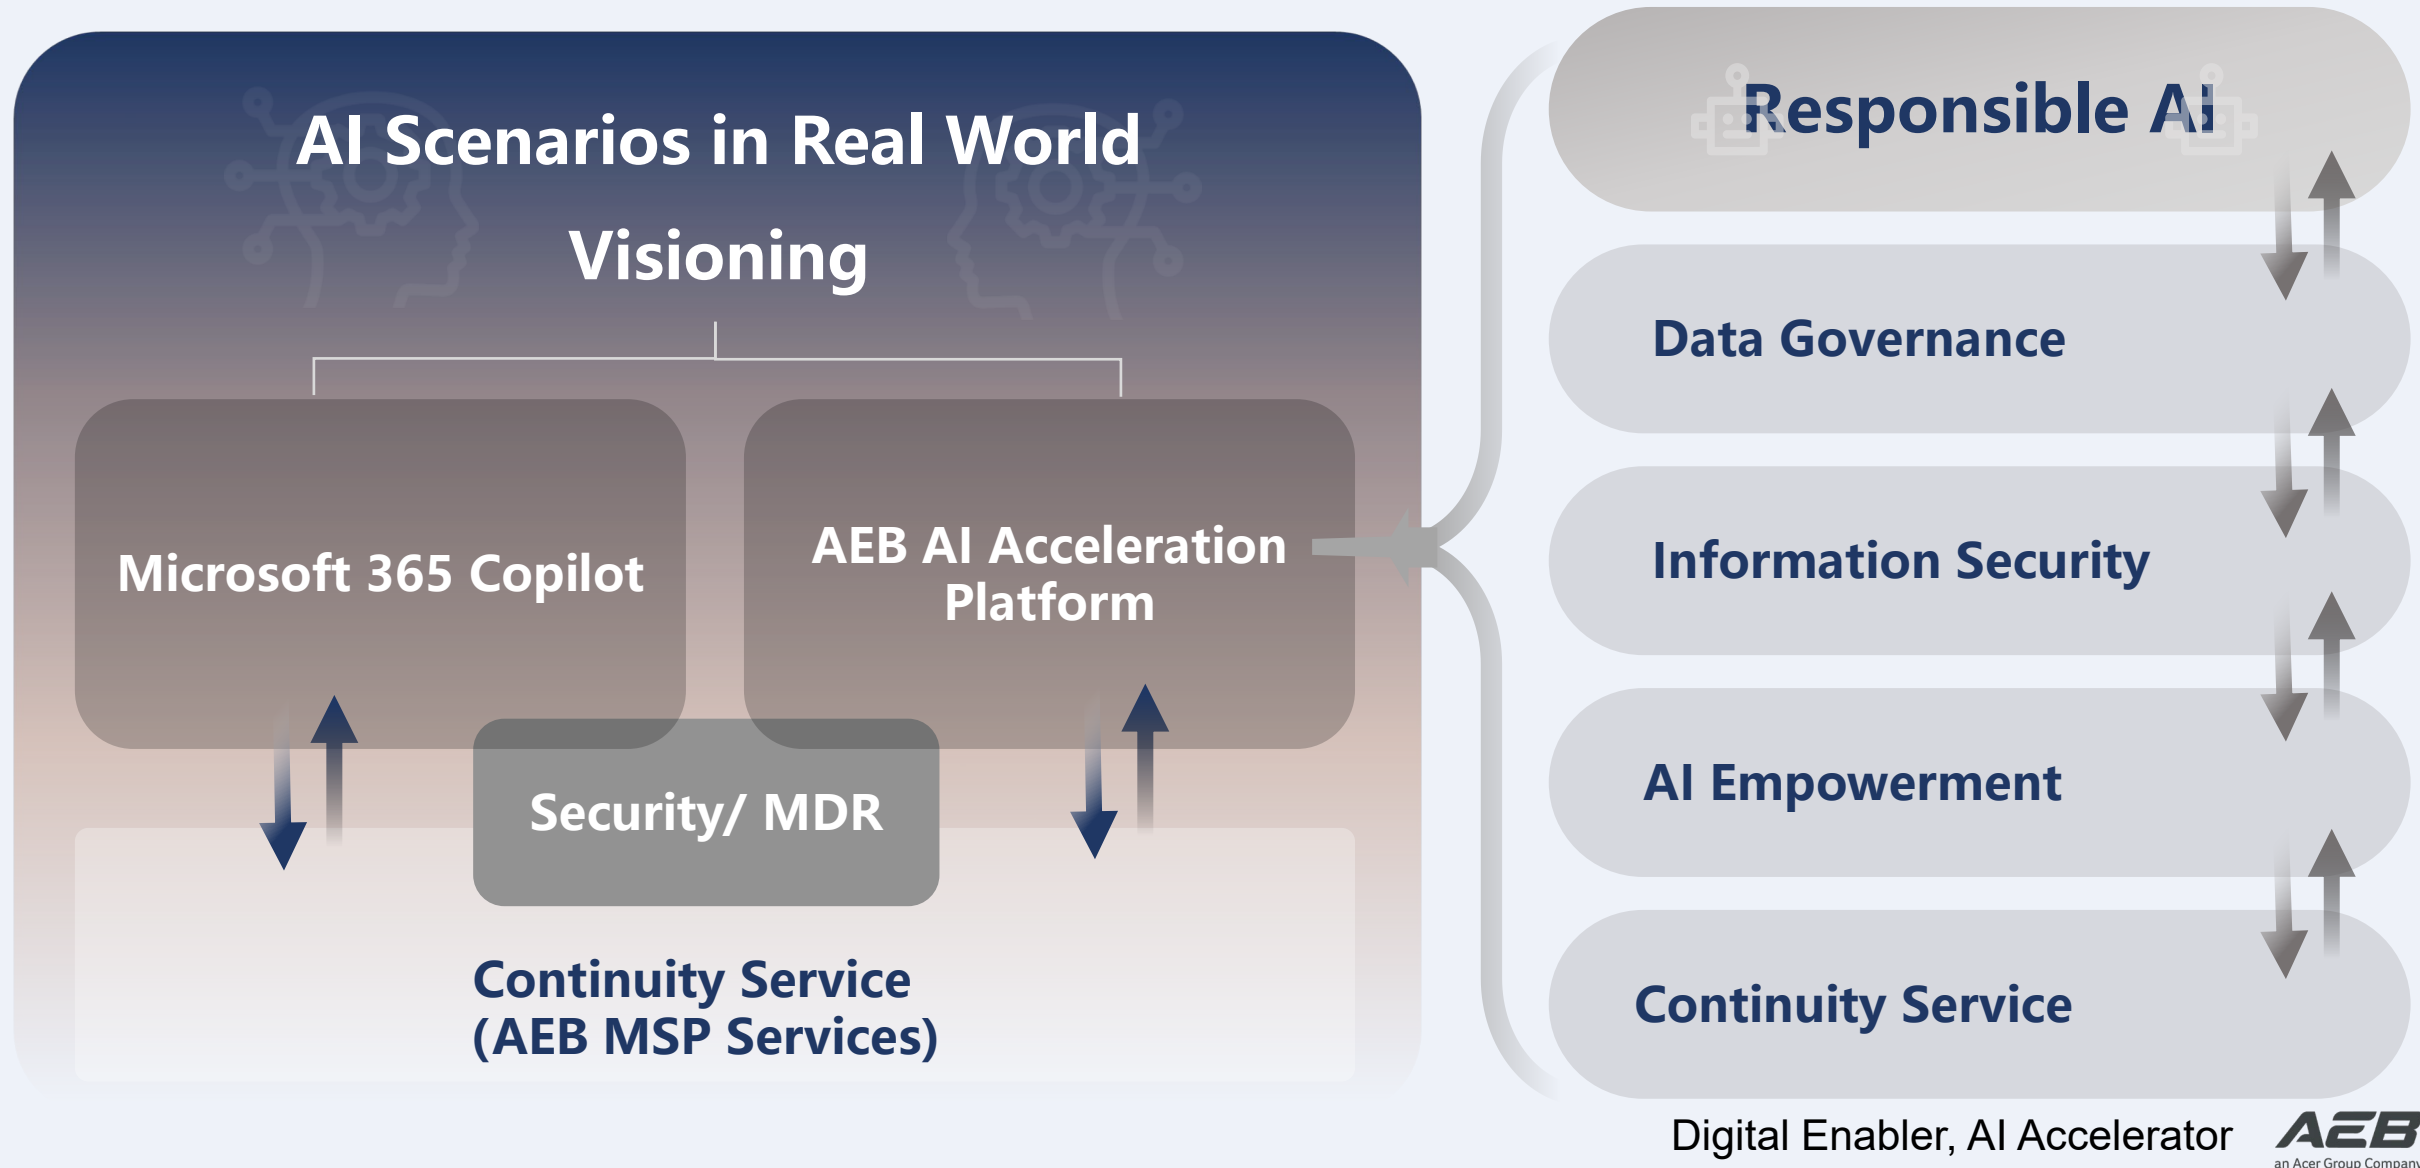 AI Scenarios in Real World
Visioning
Microsoft 365 Copilot
AEB AI Acceleration
Platform
Security/ MDR
Continuity Service
(AEB MSP Services)
Responsible AI
Data Governance
Information Security
AI Empowerment
Continuity Service
Digital Enabler, AI Accelerator
AEB
an Acer Group Company